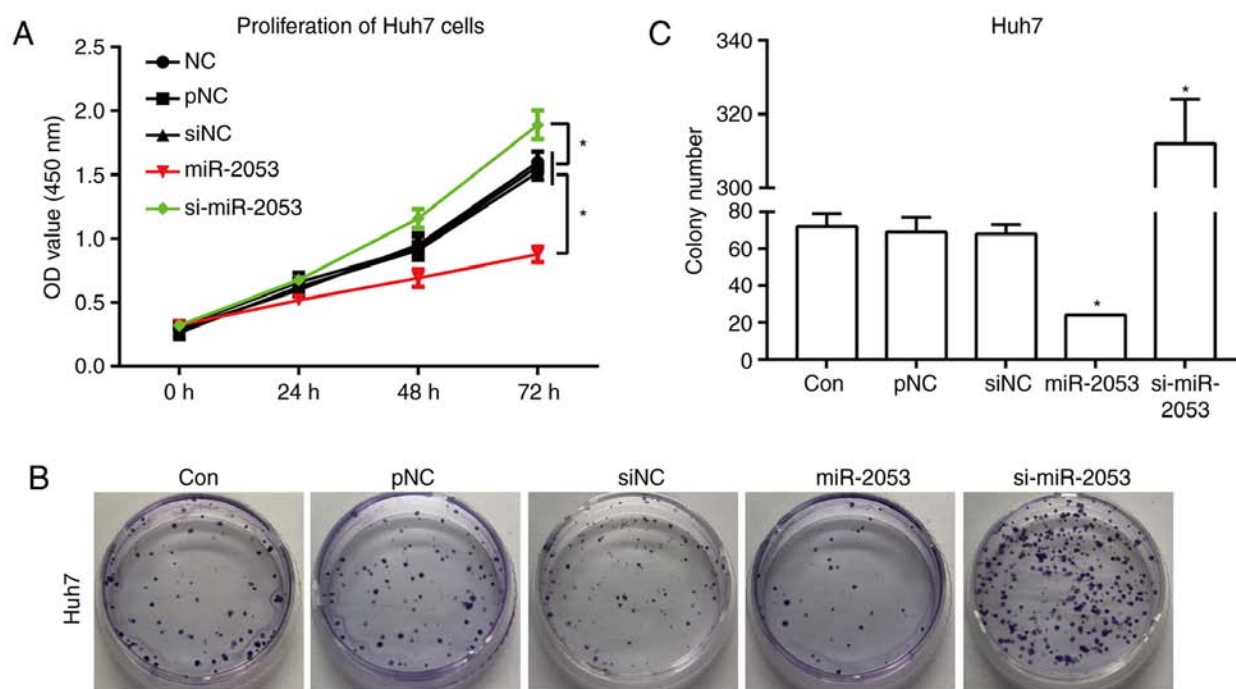 A
Proliferation of Huh7 cells
OD value (450 nm)
2.5
2.0
1.5
1.0
0.5
0.0
NC
pNC
siNC
miR-2053
si-miR-2053
*
*
0 h 24 h 48 h 72 h
C
Huh7
Colony number
340
320
300
80
60
40
20
0
*
*
Con pNC siNC miR-2053 si-miR-
2053
B
Con pNC siNC miR-2053 si-miR-2053
Huh7